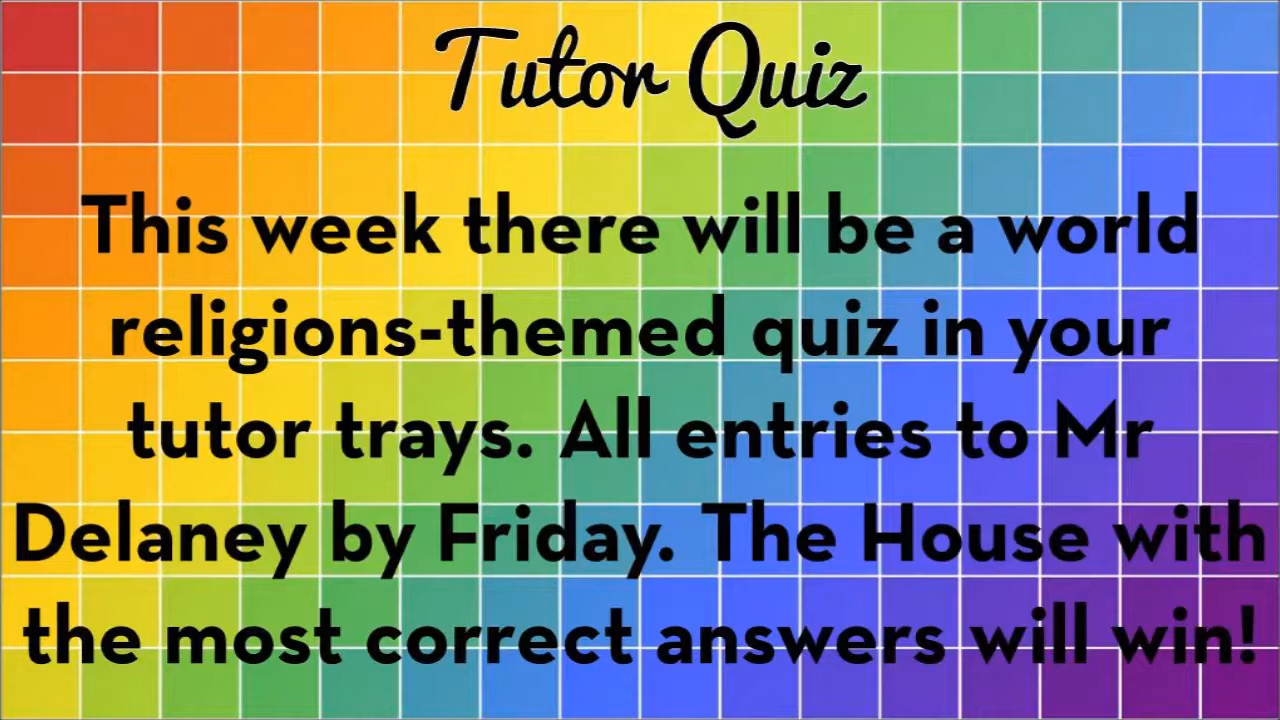 Tutor Quiz
This week there will be a world
religions-themed quiz in your
tutor trays. All entries to Mr
Delaney by Friday. The House with
the most correct answers will win!